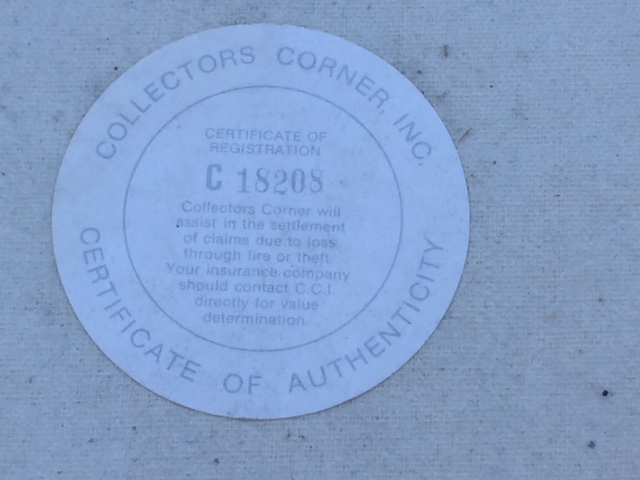 COLLECTORS CORNER, INC.
CERTIFICATE OF
REGISTRATION
C 18208
Collectors Corner will
assist in the settlement
of claims due to loss
through fire or theft.
Your insurance company
should contact C.C.I.
directly for value
determination.
CERTIFICATE OF AUTHENTICITY